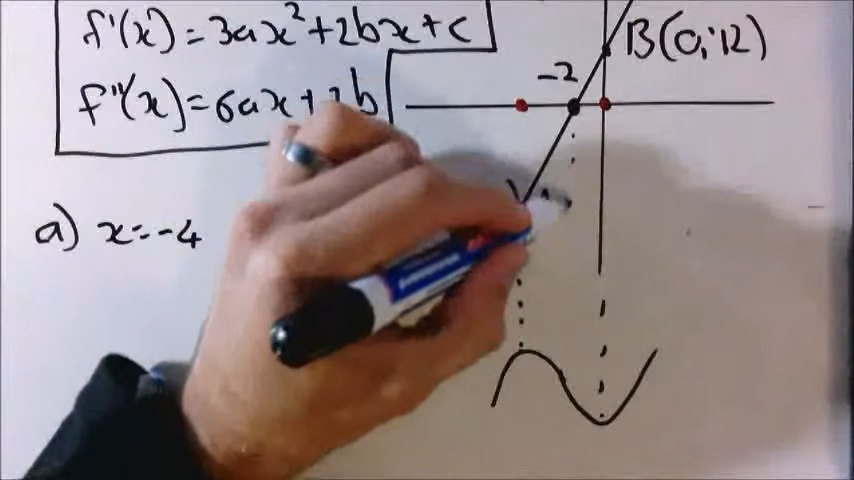 f'(x) = 3ax² + 2bx + c
f''(x) = 6ax + 2b
B(0; 12)
-2
a) x = -4